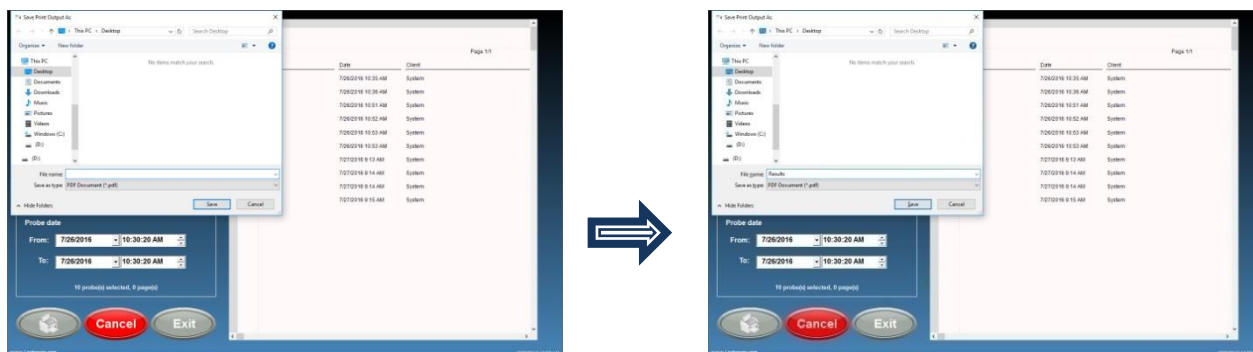 Save Print Output As
This PC › Desktop
Search Desktop
Organize
New folder
Page 1/1
This PC
Desktop
Documents
Downloads
Music
Pictures
Videos
Windows (C:)
(D:)
(D:)
No items match your search.
Date Client
7/26/2016 10:35 AM System
7/26/2016 10:36 AM System
7/26/2016 10:51 AM System
7/26/2016 10:52 AM System
7/26/2016 10:53 AM System
7/26/2016 10:53 AM System
7/27/2016 9:13 AM System
7/27/2016 9:14 AM System
7/27/2016 9:14 AM System
7/27/2016 9:15 AM System
File name:
Save as type: PDF Document (*.pdf)
Hide Folders
Save Cancel
Probe date
From: 7/26/2016 10:30:20 AM
To: 7/26/2016 10:30:20 AM
10 probe(s) selected, 0 page(s)
Cancel Exit
Save Print Output As
This PC › Desktop
Search Desktop
Organize
New folder
Page 1/1
This PC
Desktop
Documents
Downloads
Music
Pictures
Videos
Windows (C:)
(D:)
(D:)
No items match your search.
Date Client
7/26/2016 10:35 AM System
7/26/2016 10:36 AM System
7/26/2016 10:51 AM System
7/26/2016 10:52 AM System
7/26/2016 10:53 AM System
7/26/2016 10:53 AM System
7/27/2016 9:13 AM System
7/27/2016 9:14 AM System
7/27/2016 9:14 AM System
7/27/2016 9:15 AM System
File name: Results
Save as type: PDF Document (*.pdf)
Hide Folders
Save Cancel
Probe date
From: 7/26/2016 10:30:20 AM
To: 7/26/2016 10:30:20 AM
10 probe(s) selected, 0 page(s)
Cancel Exit